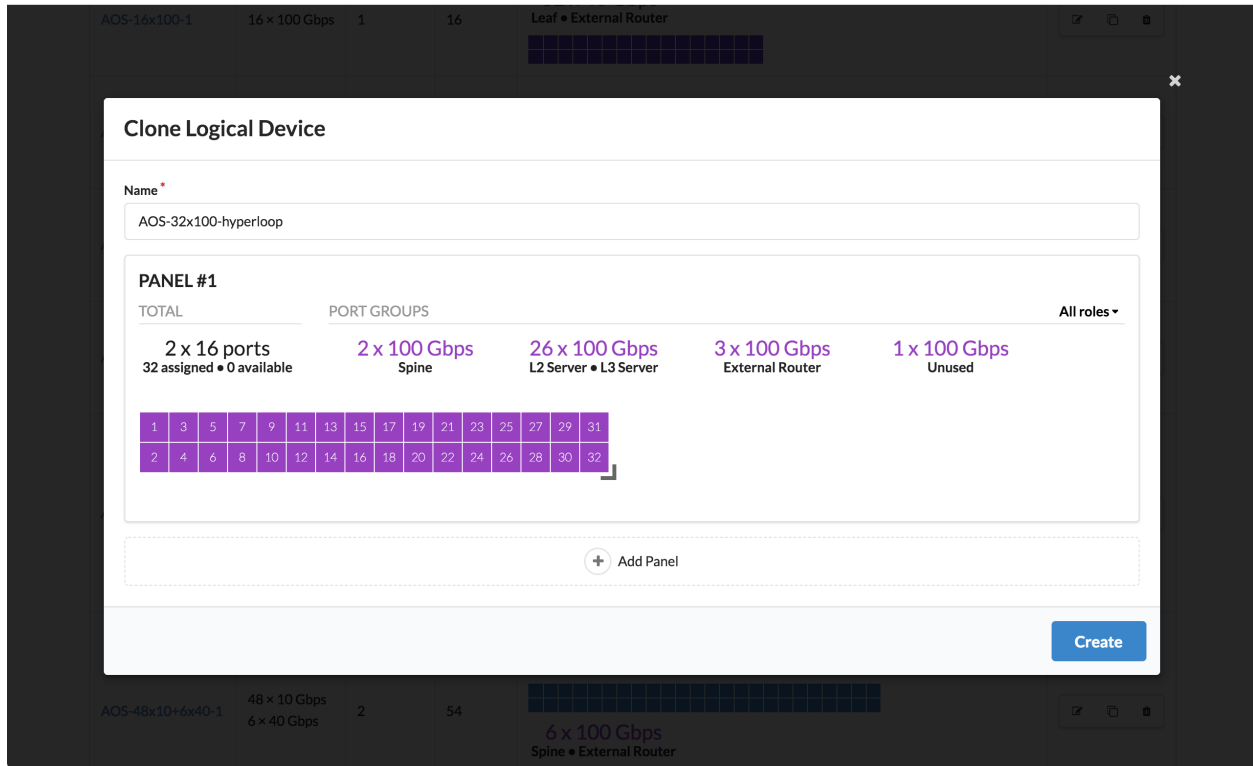 AOS-16x100-1 16 × 100 Gbps 1 16 Leaf • External Router
Clone Logical Device
Name *
AOS-32x100-hyperloop
PANEL #1
TOTAL PORT GROUPS All roles
2 x 16 ports 2 x 100 Gbps 26 x 100 Gbps 3 x 100 Gbps 1 x 100 Gbps
32 assigned • 0 available Spine L2 Server • L3 Server External Router Unused
1 3 5 7 9 11 13 15 17 19 21 23 25 27 29 31
2 4 6 8 10 12 14 16 18 20 22 24 26 28 30 32
Add Panel
Create
48 × 10 Gbps
AOS-48x10+6x40-1 2 54
6 × 40 Gbps
6 x 100 Gbps
Spine • External Router